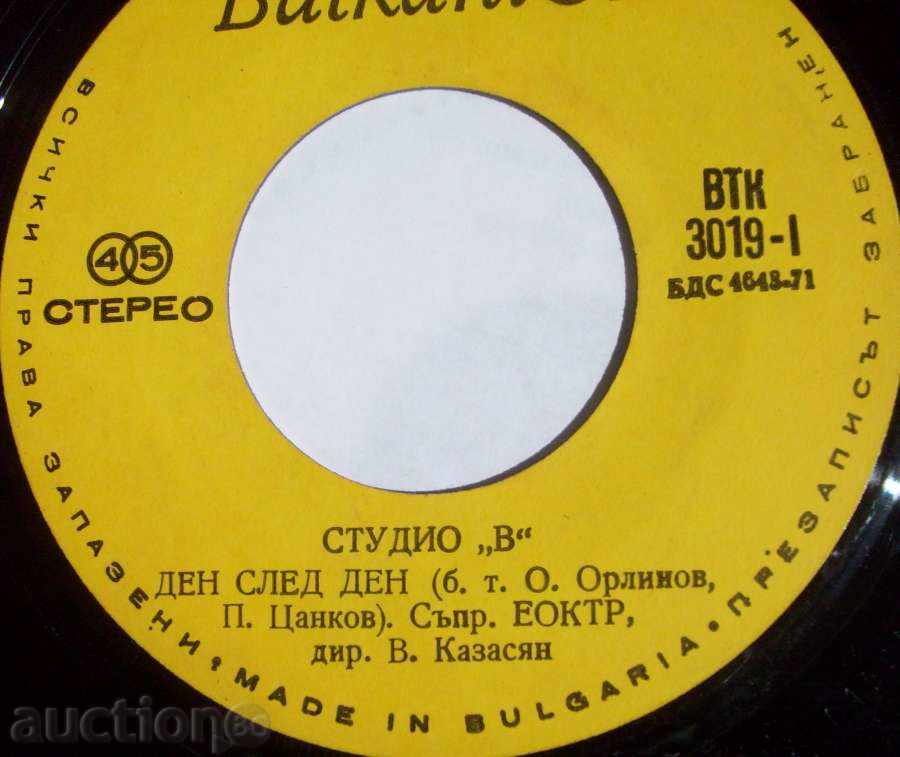 ВСИЧКИ ПРАВА ЗАПАЗЕНИ • MADE IN BULGARIA • ПРЕЗАПИСЪТ ЗАБРАНЕН
45
СТЕРЕО
ВТК
3019-I
БДС 4648-71
СТУДИО „В“
ДЕН СЛЕД ДЕН (б. т. О. Орлинов,
П. Цанков). Съпр. ЕОКТР,
дир. В. Казасян
auction